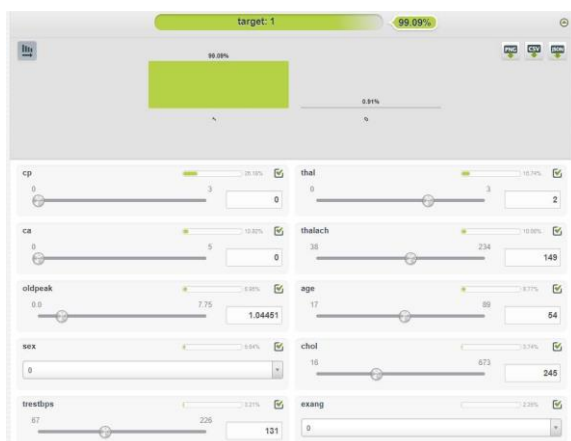 target: 1
99.09%
PNG CSV JSON
99.09%
0.91%
cp
0 3
0
thal
0 3
2
ca
0 5
0
thalach
38 234
149
oldpeak
0.0 7.75
1.04451
age
17 89
54
sex
0
chol
16 673
245
trestbps
67 226
131
exang
0